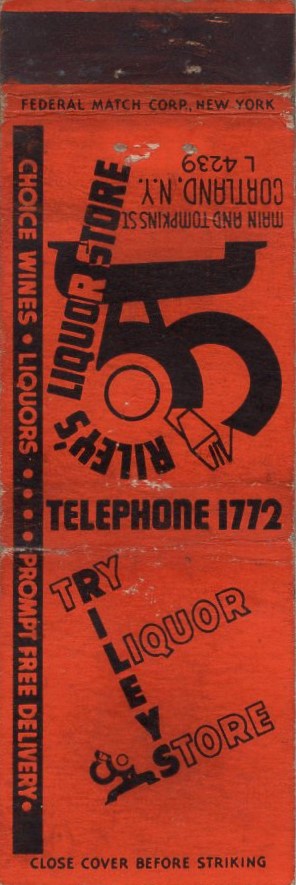 FEDERAL MATCH CORP., NEW YORK
MAIN AND TOMPKINS ST.
CORTLAND, N.Y.
L 4239
RILEY'S LIQUOR STORE
CHOICE WINES • LIQUORS • • • PROMPT FREE DELIVERY •
TELEPHONE 1772
TRY
RILEYS
LIQUOR
STORE
CLOSE COVER BEFORE STRIKING